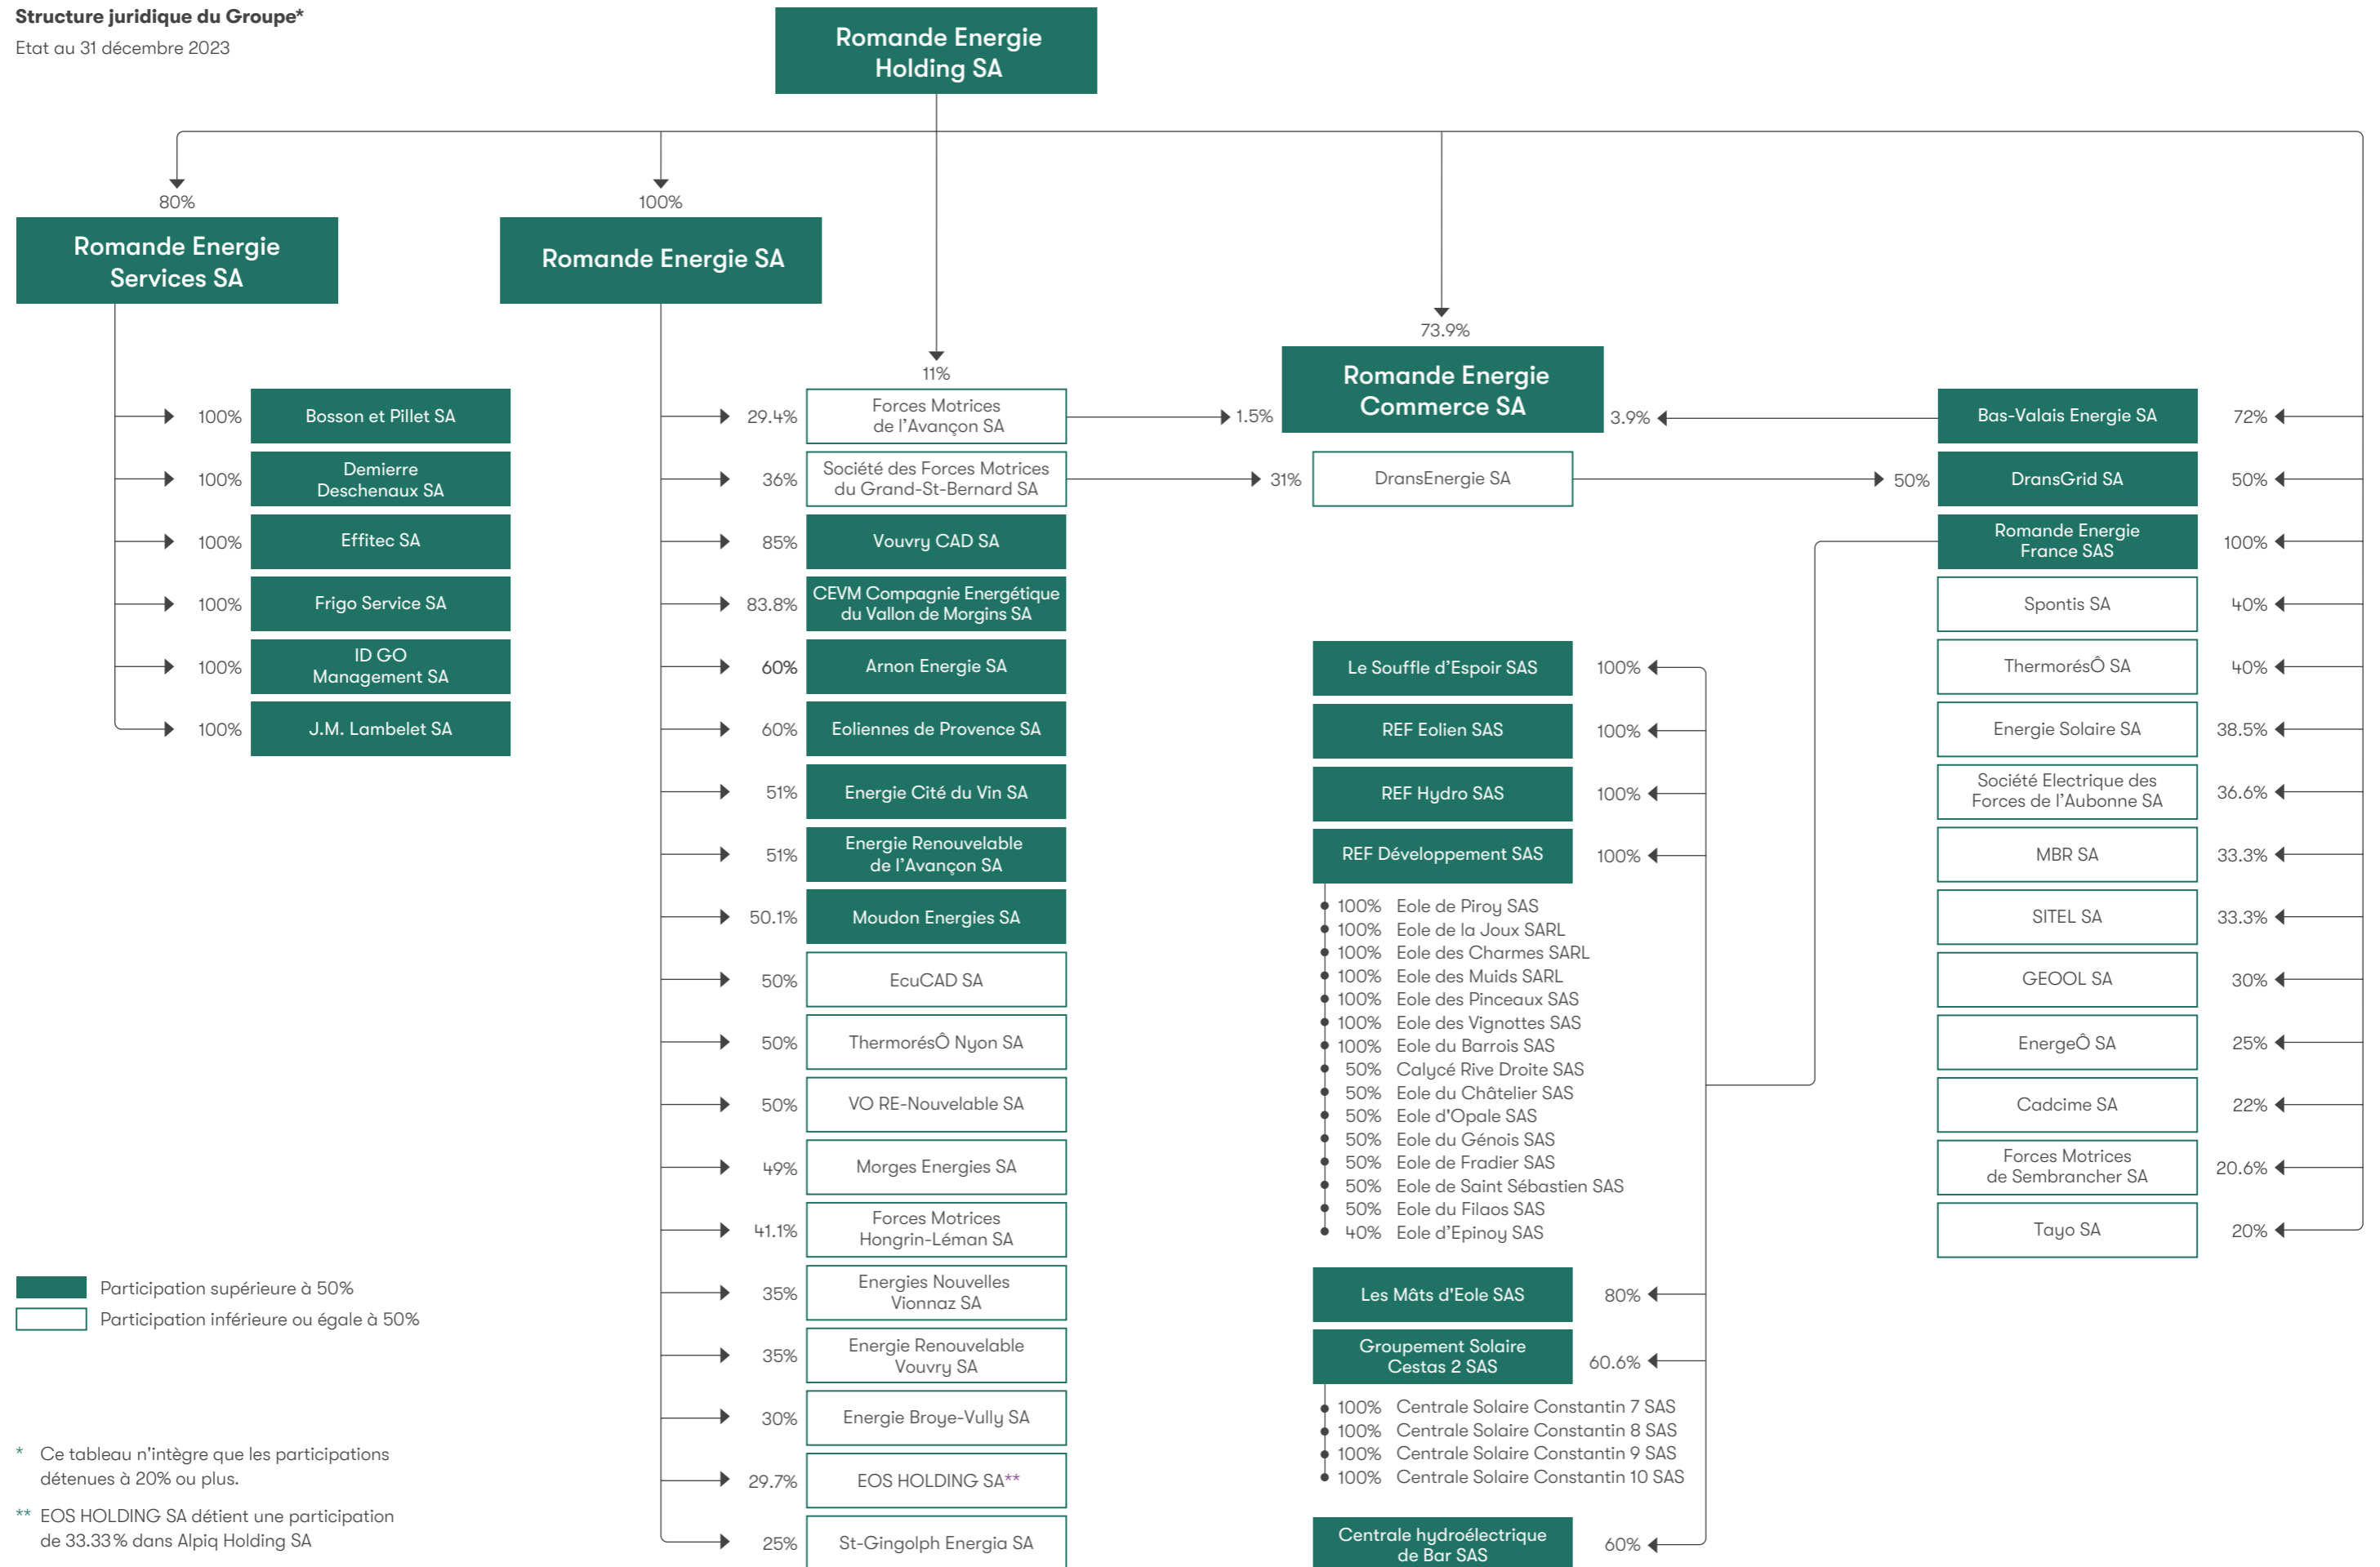 Structure juridique du Groupe*
Etat au 31 décembre 2023
Romande Energie
Holding SA
80%
Romande Energie
Services SA
100%
Bosson et Pillet SA
100%
Demierre
Deschenaux SA
100%
Effitec SA
100%
Frigo Service SA
100%
ID GO
Management SA
100%
J.M. Lambelet SA
100%
Romande Energie SA
11%
29.4%
Forces Motrices
de l'Avançon SA
36%
Société des Forces Motrices
du Grand-St-Bernard SA
85%
Vouvry CAD SA
83.8%
CEVM Compagnie Energétique
du Vallon de Morgins SA
60%
Arnon Energie SA
60%
Eoliennes de Provence SA
51%
Energie Cité du Vin SA
51%
Energie Renouvelable
de l'Avançon SA
50.1%
Moudon Energies SA
50%
EcuCAD SA
50%
ThermorésÔ Nyon SA
50%
VO RE-Nouvelable SA
49%
Morges Energies SA
41.1%
Forces Motrices
Hongrin-Léman SA
35%
Energies Nouvelles
Vionnaz SA
35%
Energie Renouvelable
Vouvry SA
30%
Energie Broye-Vully SA
29.7%
EOS HOLDING SA**
25%
St-Gingolph Energia SA
73.9%
Romande Energie
Commerce SA
1.5%
3.9%
31%
DransEnergie SA
50%
Le Souffle d'Espoir SAS
100%
REF Eolien SAS
100%
REF Hydro SAS
100%
REF Développement SAS
100%
100% Eole de Piroy SAS
100% Eole de la Joux SARL
100% Eole des Charmes SARL
100% Eole des Muids SARL
100% Eole des Pinceaux SAS
100% Eole des Vignottes SAS
100% Eole du Barrois SAS
50% Calycé Rive Droite SAS
50% Eole du Châtelier SAS
50% Eole d'Opale SAS
50% Eole du Génois SAS
50% Eole de Fradier SAS
50% Eole de Saint Sébastien SAS
50% Eole du Filaos SAS
40% Eole d'Epinoy SAS
Les Mâts d'Eole SAS
80%
Groupement Solaire
Cestas 2 SAS
60.6%
100% Centrale Solaire Constantin 7 SAS
100% Centrale Solaire Constantin 8 SAS
100% Centrale Solaire Constantin 9 SAS
100% Centrale Solaire Constantin 10 SAS
Centrale hydroélectrique
de Bar SAS
60%
Bas-Valais Energie SA
72%
DransGrid SA
50%
Romande Energie
France SAS
100%
Spontis SA
40%
ThermorésÔ SA
40%
Energie Solaire SA
38.5%
Société Electrique des
Forces de l'Aubonne SA
36.6%
MBR SA
33.3%
SITEL SA
33.3%
GEOOL SA
30%
EnergeÔ SA
25%
Cadcime SA
22%
Forces Motrices
de Sembrancher SA
20.6%
Tayo SA
20%
Participation supérieure à 50%
Participation inférieure ou égale à 50%
* Ce tableau n'intègre que les participations
détenues à 20% ou plus.
** EOS HOLDING SA détient une participation
de 33.33% dans Alpiq Holding SA